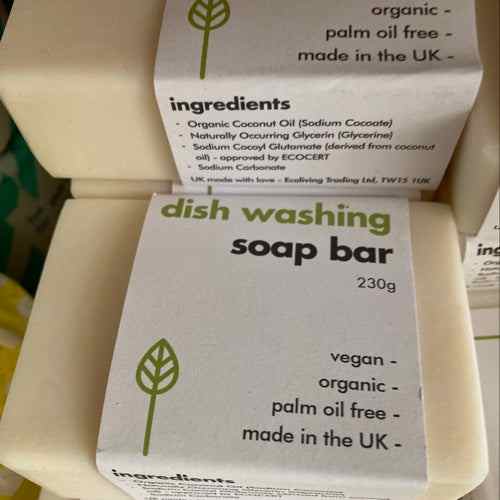 organic -
palm oil free -
made in the UK -
ingredients
· Organic Coconut Oil (Sodium Cocoate)
· Naturally Occurring Glycerin (Glycerine)
· Sodium Cocoyl Glutamate (derived from coconut
oil) - approved by ECOCERT
· Sodium Carbonate
UK made with love - Ecoliving Trading Ltd, TW15 1UK
dish washing
soap bar
230g
vegan -
organic -
palm oil free -
made in the UK -
ingredients